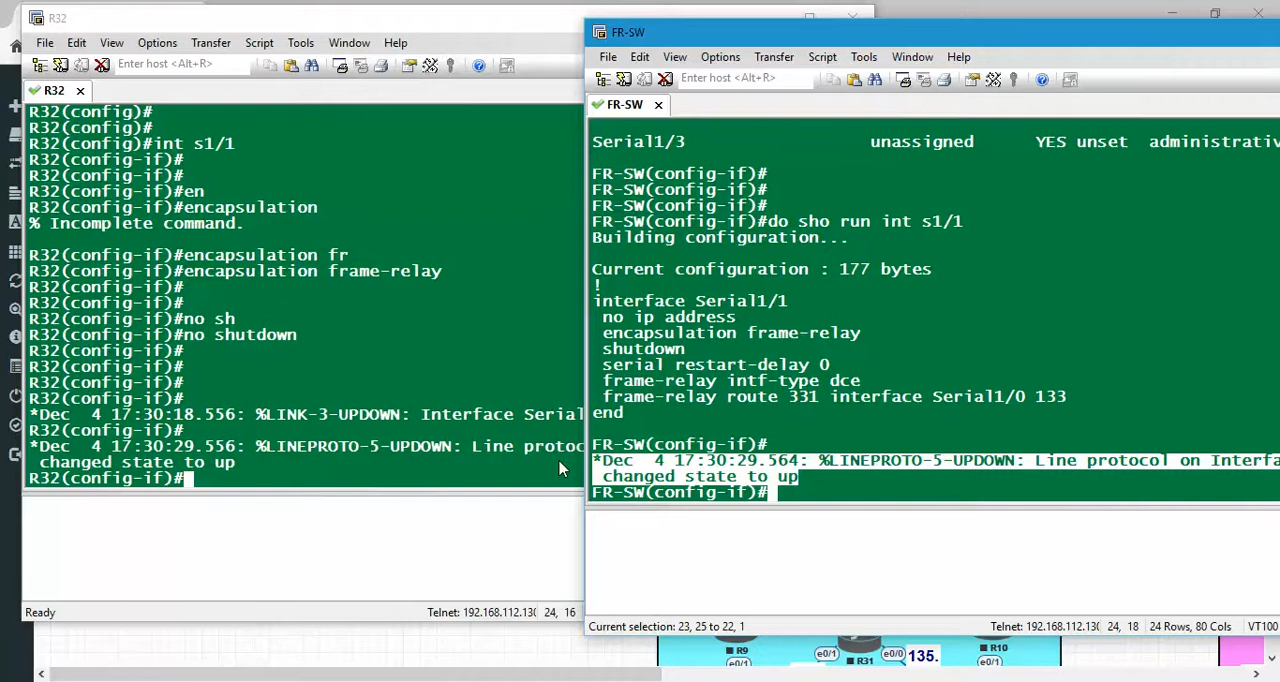 R32
File Edit View Options Transfer Script Tools Window Help
Enter host <Alt+R>
R32
R32(config)#
R32(config)#
R32(config)#int s1/1
R32(config-if)#
R32(config-if)#
R32(config-if)#en
R32(config-if)#encapsulation
% Incomplete command.
R32(config-if)#encapsulation fr
R32(config-if)#encapsulation frame-relay
R32(config-if)#
R32(config-if)#
R32(config-if)#no sh
R32(config-if)#no shutdown
R32(config-if)#
R32(config-if)#
R32(config-if)#
R32(config-if)#
*Dec  4 17:30:18.556: %LINK-3-UPDOWN: Interface Serial
R32(config-if)#
*Dec  4 17:30:29.556: %LINEPROTO-5-UPDOWN: Line protoc
changed state to up
R32(config-if)#
Ready Telnet: 192.168.112.130 24, 16
FR-SW
File Edit View Options Transfer Script Tools Window Help
Enter host <Alt+R>
FR-SW
Serial1/3 unassigned YES unset administrativ
FR-SW(config-if)#
FR-SW(config-if)#
FR-SW(config-if)#
FR-SW(config-if)#do sho run int s1/1
Building configuration...
Current configuration : 177 bytes
!
interface Serial1/1
no ip address
encapsulation frame-relay
shutdown
serial restart-delay 0
frame-relay intf-type dce
frame-relay route 331 interface Serial1/0 133
end
FR-SW(config-if)#
*Dec  4 17:30:29.564: %LINEPROTO-5-UPDOWN: Line protocol on Interfa
changed state to up
FR-SW(config-if)#
Current selection: 23, 25 to 22, 1 Telnet: 192.168.112.130 24, 18 24 Rows, 80 Cols VT100
R9 e0/1 R31 e0/0 135. R10
e0/1 e0/1